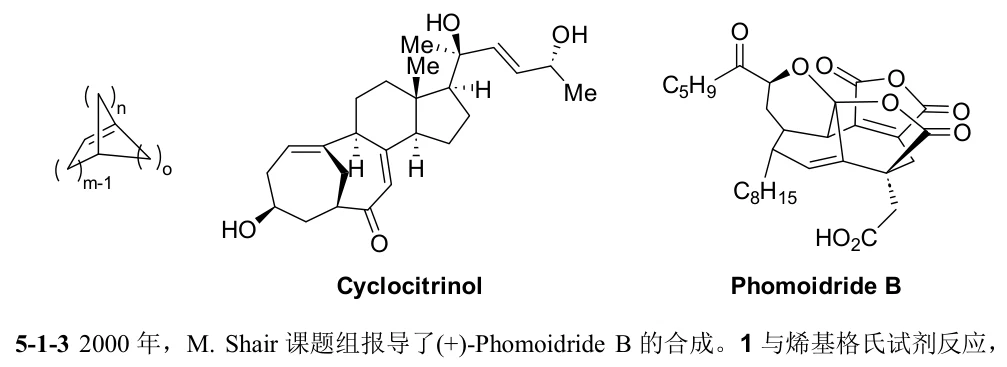 HO
OH
Me
Me
H
Me
O
O
O
O
C5H9
O
O
O
( )n
( )m-1
( )o
H
H
HO
O
C8H15
HO2C
Cyclocitrinol
Phomoidride B
5-1-3 2000 年，M. Shair 课题组报导了(+)-Phomoidride B 的合成。1 与烯基格氏试剂反应，